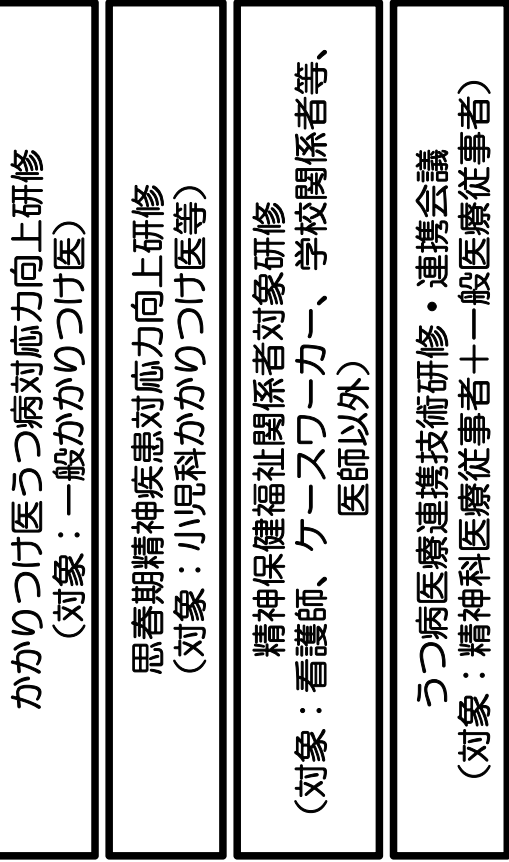 かかりつけ医うつ病対応力向上研修
（対象：一般かかりつけ医）
思春期精神疾患対応力向上研修
（対象：小児科かかりつけ医等）
精神保健福祉関係者対象研修
（対象：看護師、ケースワーカー、学校関係者等、
医師以外）
うつ病医療連携技術研修・連携会議
（対象：精神科医療従事者＋一般医療従事者）